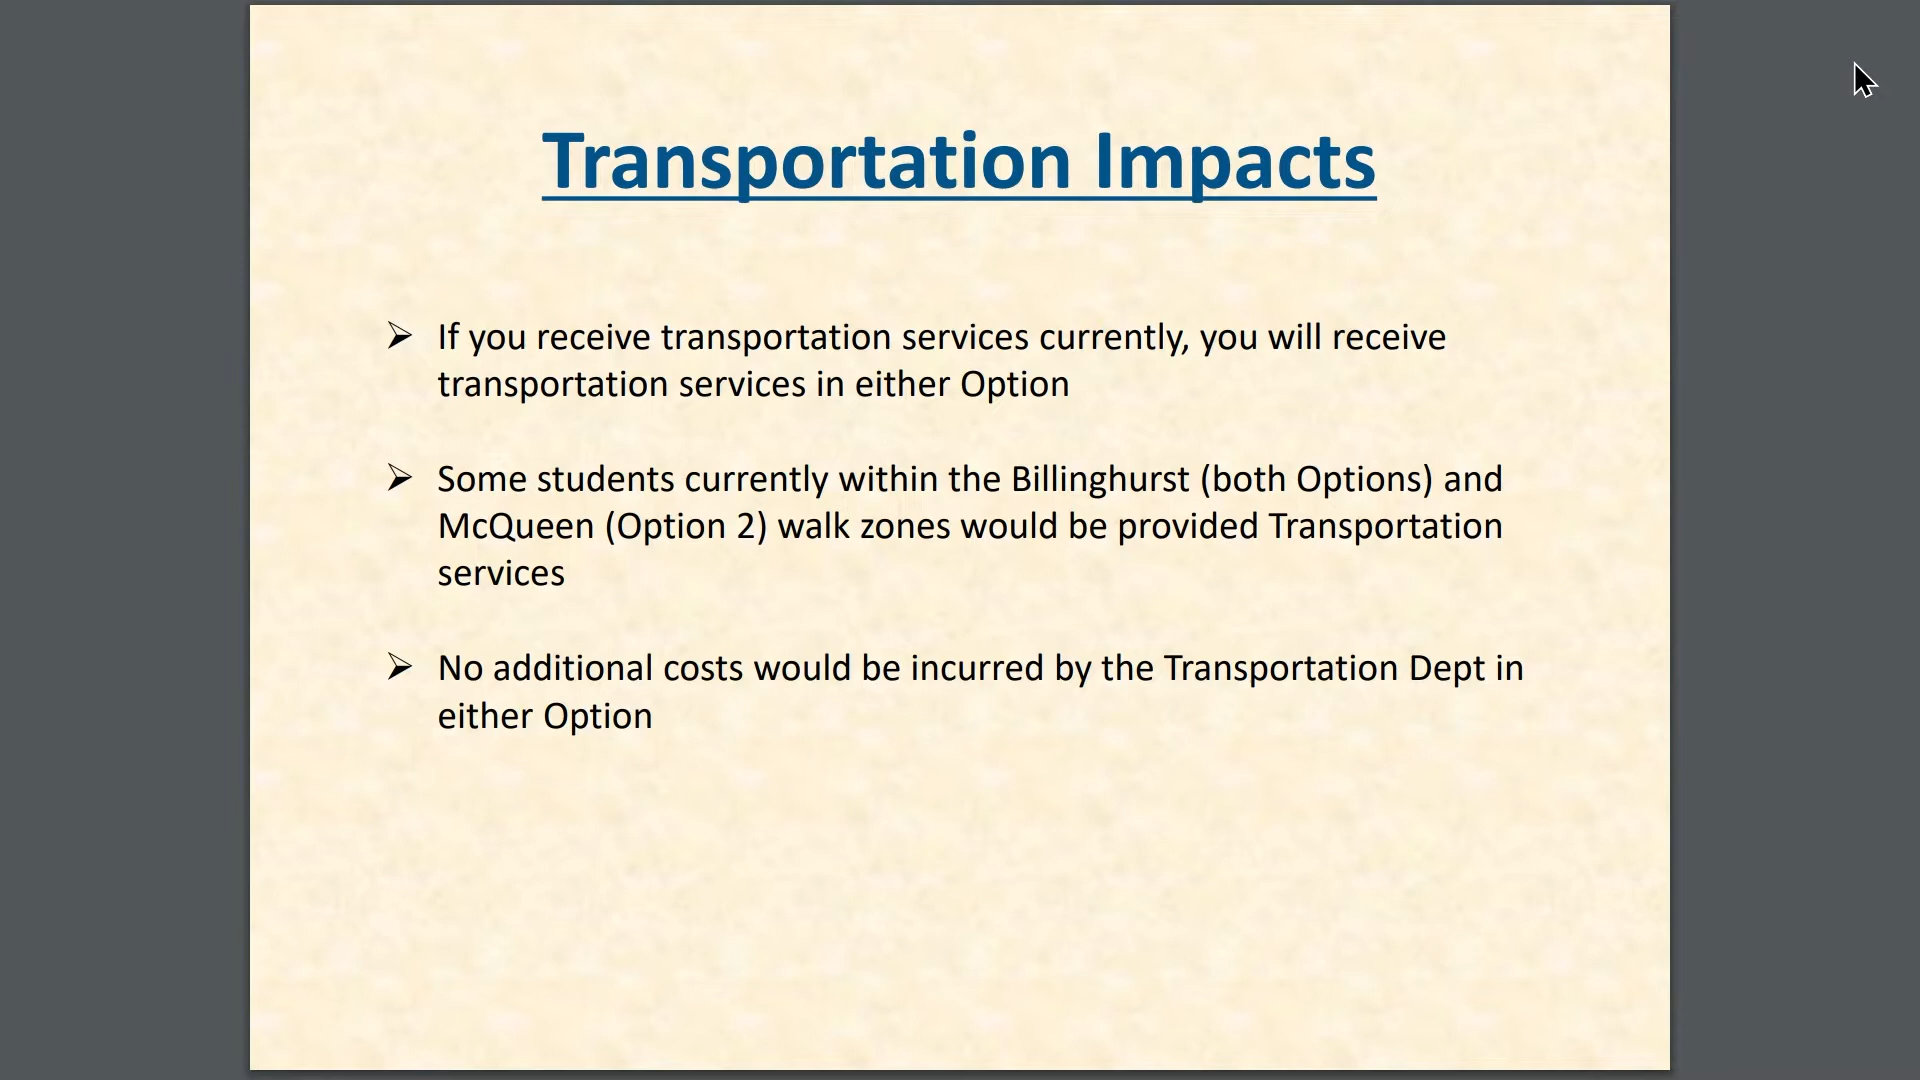 Transportation Impacts
➢ If you receive transportation services currently, you will receive
transportation services in either Option
➢ Some students currently within the Billinghurst (both Options) and
McQueen (Option 2) walk zones would be provided Transportation
services
➢ No additional costs would be incurred by the Transportation Dept in
either Option